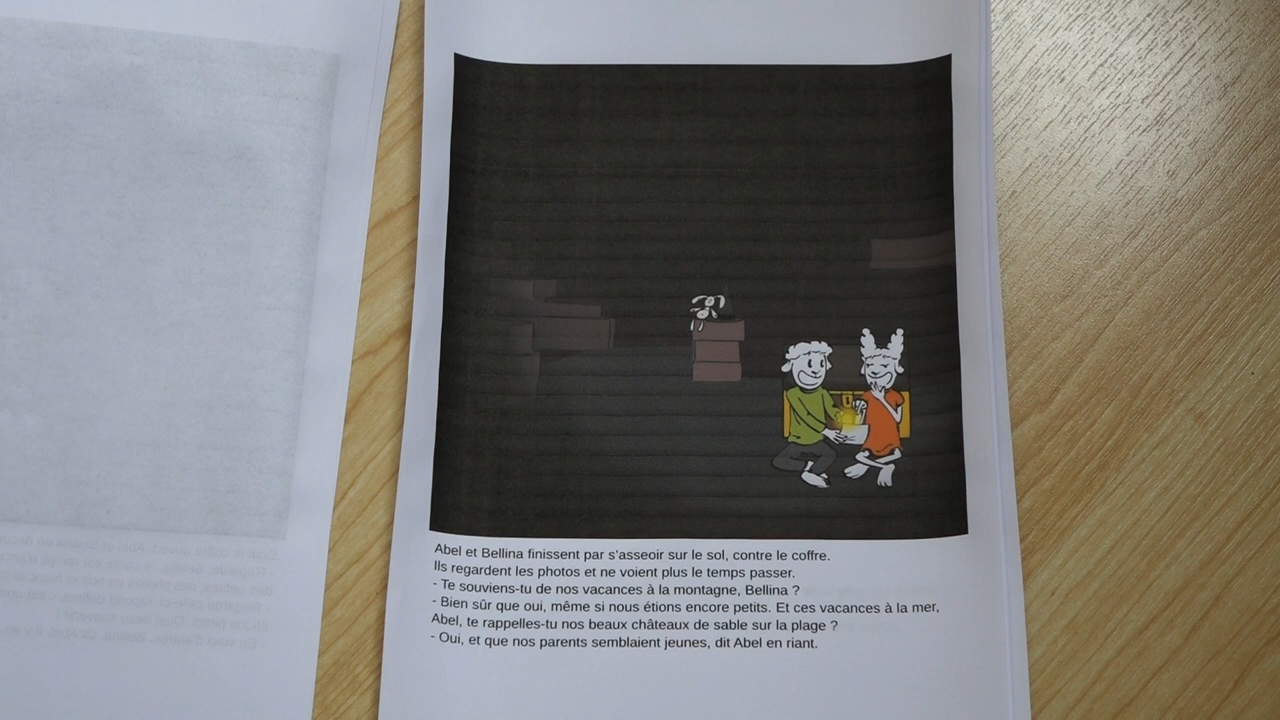 Abel et Bellina finissent par s'asseoir sur le sol, contre le coffre.
Ils regardent les photos et ne voient plus le temps passer.
- Te souviens-tu de nos vacances à la montagne, Bellina ?
- Bien sûr que oui, même si nous étions encore petits. Et ces vacances à la mer,
Abel, te rappelles-tu nos beaux châteaux de sable sur la plage ?
- Oui, et que nos parents semblaient jeunes, dit Abel en riant.